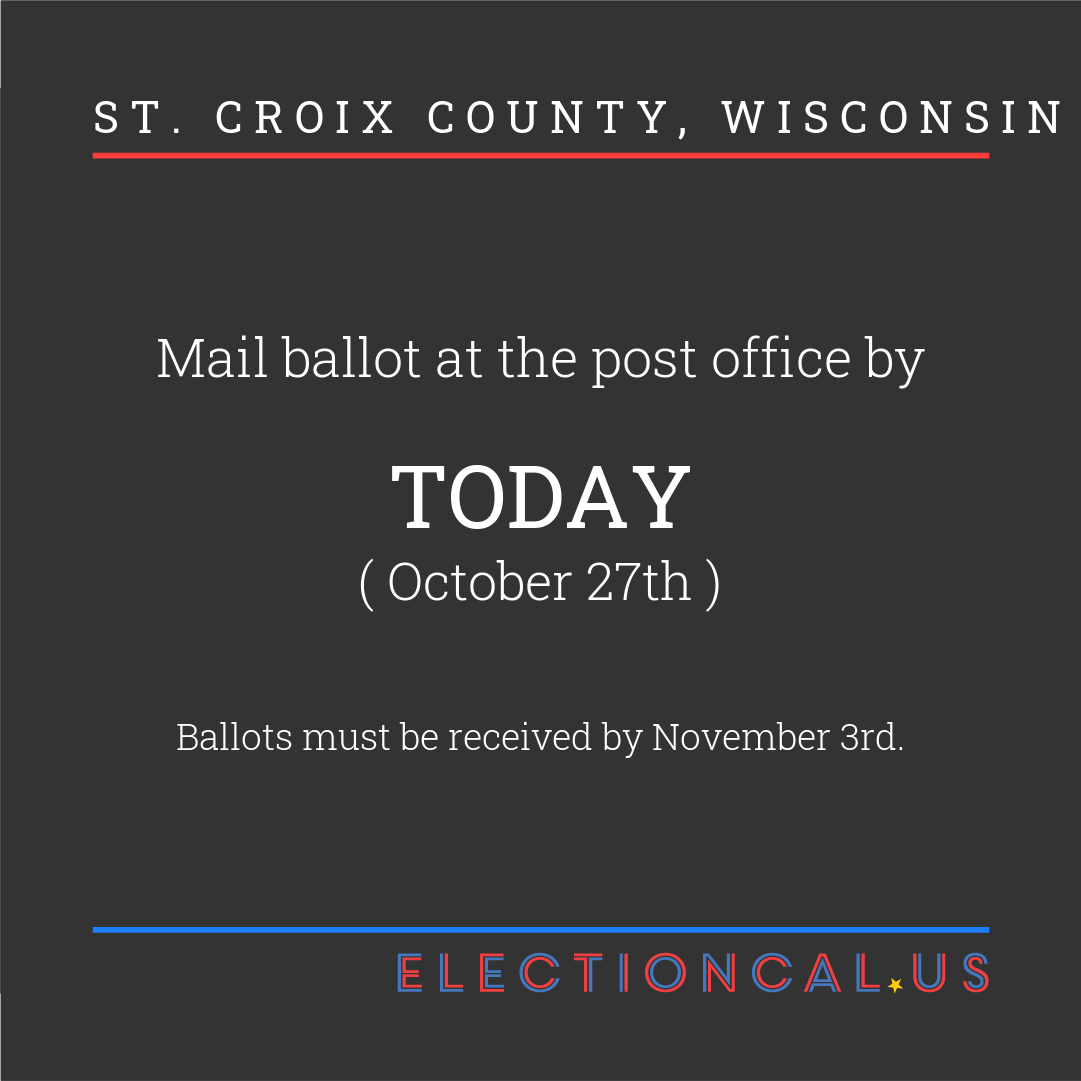 ST. CROIX COUNTY, WISCONSIN
Mail ballot at the post office by
TODAY
( October 27th )
Ballots must be received by November 3rd.
ELECTIONCAL.US